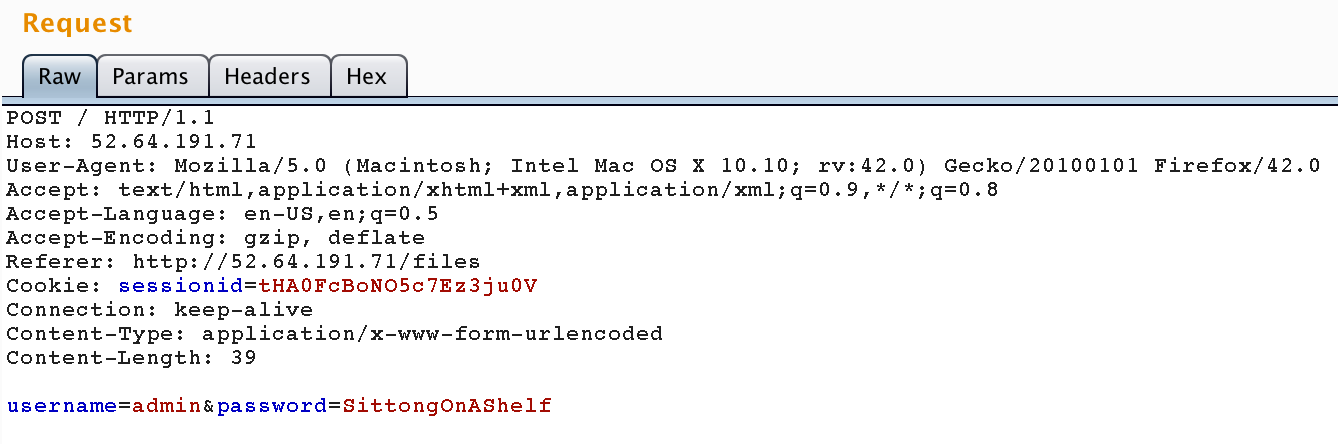 Request
Raw Params Headers Hex
POST / HTTP/1.1
Host: 52.64.191.71
User-Agent: Mozilla/5.0 (Macintosh; Intel Mac OS X 10.10; rv:42.0) Gecko/20100101 Firefox/42.0
Accept: text/html,application/xhtml+xml,application/xml;q=0.9,*/*;q=0.8
Accept-Language: en-US,en;q=0.5
Accept-Encoding: gzip, deflate
Referer: http://52.64.191.71/files
Cookie: sessionid=tHA0FcBoNO5c7Ez3ju0V
Connection: keep-alive
Content-Type: application/x-www-form-urlencoded
Content-Length: 39
username=admin&password=SittongOnAShelf